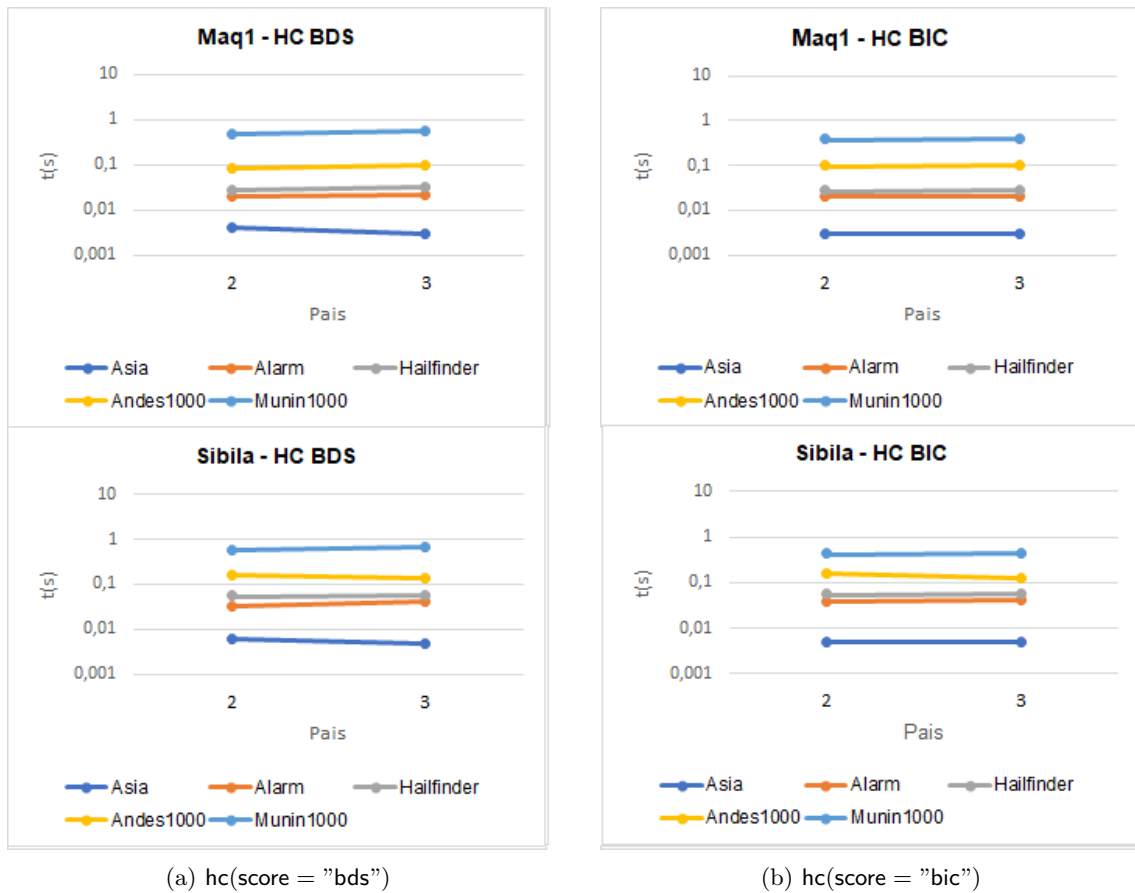 Maq1 - HC BDS
10
1
0,1
0,01
0,001
t(s)
2 3
Pais
Asia Alarm Hailfinder
Andes1000 Munin1000
Maq1 - HC BIC
10
1
0,1
0,01
0,001
t(s)
2 3
Pais
Asia Alarm Hailfinder
Andes1000 Munin1000
Sibila - HC BDS
10
1
0,1
0,01
0,001
t(s)
2 3
Pais
Asia Alarm Hailfinder
Andes1000 Munin1000
Sibila - HC BIC
10
1
0,1
0,01
0,001
t(s)
2 3
Pais
Asia Alarm Hailfinder
Andes1000 Munin1000
(a) hc(score = ”bds”)
(b) hc(score = ”bic”)